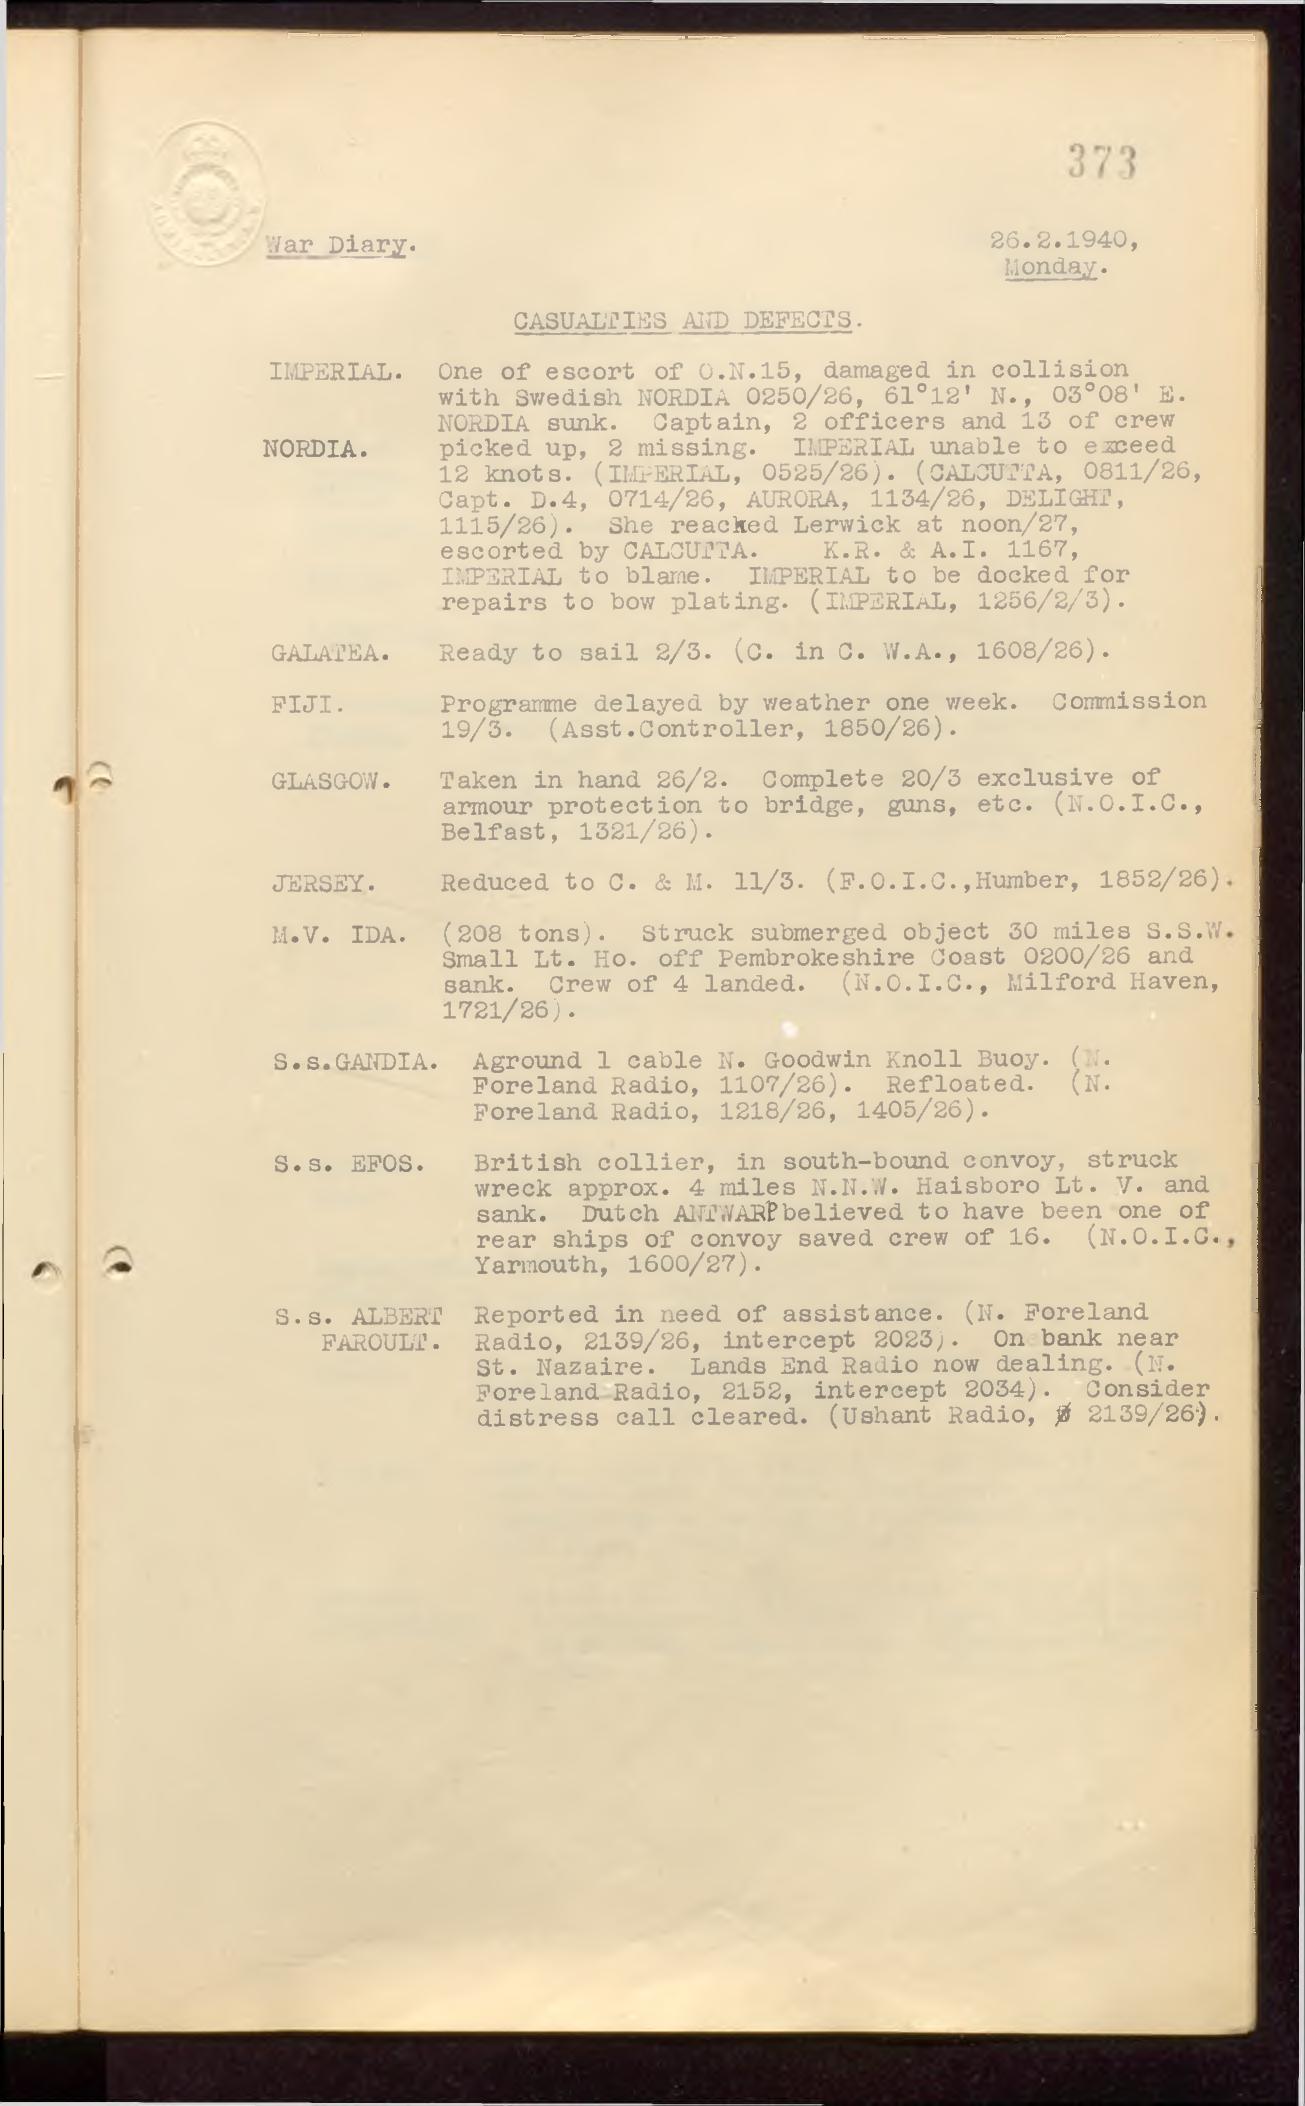 373
War Diary.
26.2.1940,
Monday.
CASUALTIES AND DEFECTS.
IMPERIAL. One of escort of O.N.15, damaged in collision
with Swedish NORDIA 0250/26, 61°12' N., 03°08' E.
NORDIA sunk. Captain, 2 officers and 13 of crew
NORDIA. picked up, 2 missing. IMPERIAL unable to exceed
12 knots. (IMPERIAL, 0525/26). (CALCUTTA, 0811/26,
Capt. D.4, 0714/26, AURORA, 1134/26, DELIGHT,
1115/26). She reached Lerwick at noon/27,
escorted by CALCUTTA. K.R. & A.I. 1167,
IMPERIAL to blame. IMPERIAL to be docked for
repairs to bow plating. (IMPERIAL, 1256/2/3).
GALATEA. Ready to sail 2/3. (C. in C. W.A., 1608/26).
FIJI. Programme delayed by weather one week. Commission
19/3. (Asst.Controller, 1850/26).
GLASGOW. Taken in hand 26/2. Complete 20/3 exclusive of
armour protection to bridge, guns, etc. (N.O.I.C.,
Belfast, 1321/26).
JERSEY. Reduced to C. & M. 11/3. (F.O.I.C.,Humber, 1852/26).
M.V. IDA. (208 tons). Struck submerged object 30 miles S.S.W.
Small Lt. Ho. off Pembrokeshire Coast 0200/26 and
sank. Crew of 4 landed. (N.O.I.C., Milford Haven,
1721/26).
S.s.GANDIA. Aground 1 cable N. Goodwin Knoll Buoy. (N.
Foreland Radio, 1107/26). Refloated. (N.
Foreland Radio, 1218/26, 1405/26).
S.s. EFOS. British collier, in south-bound convoy, struck
wreck approx. 4 miles N.N.W. Haisboro Lt. V. and
sank. Dutch ANTWARP believed to have been one of
rear ships of convoy saved crew of 16. (N.O.I.C.,
Yarmouth, 1600/27).
S.s. ALBERT Reported in need of assistance. (N. Foreland
FAROULT. Radio, 2139/26, intercept 2023). On bank near
St. Nazaire. Lands End Radio now dealing. (N.
Foreland Radio, 2152, intercept 2034). Consider
distress call cleared. (Ushant Radio, 2139/26).